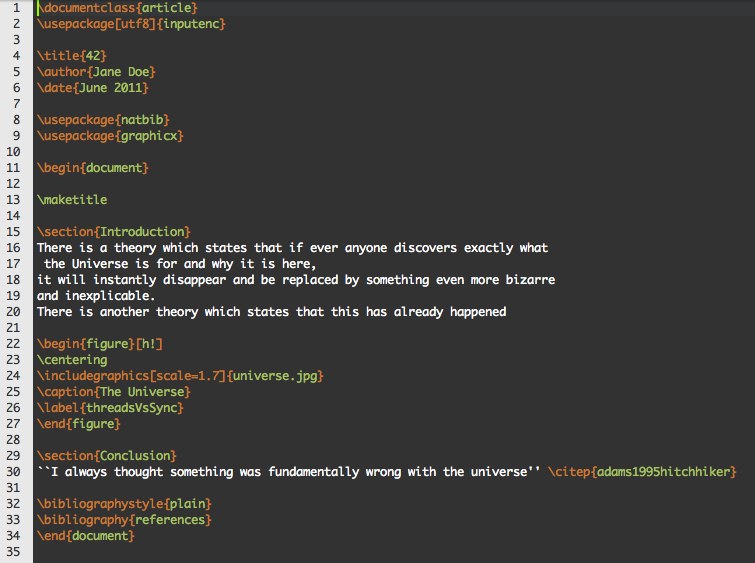 1 \documentclass{article}
2 \usepackage[utf8]{inputenc}
3
4 \title{42}
5 \author{Jane Doe}
6 \date{June 2011}
7
8 \usepackage{natbib}
9 \usepackage{graphicx}
10
11 \begin{document}
12
13 \maketitle
14
15 \section{Introduction}
16 There is a theory which states that if ever anyone discovers exactly what
17  the Universe is for and why it is here,
18 it will instantly disappear and be replaced by something even more bizarre
19 and inexplicable.
20 There is another theory which states that this has already happened
21
22 \begin{figure}[h!]
23 \centering
24 \includegraphics[scale=1.7]{universe.jpg}
25 \caption{The Universe}
26 \label{threadsVsSync}
27 \end{figure}
28
29 \section{Conclusion}
30 ``I always thought something was fundamentally wrong with the universe'' \citep{adams1995hitchhiker}
31
32 \bibliographystyle{plain}
33 \bibliography{references}
34 \end{document}
35